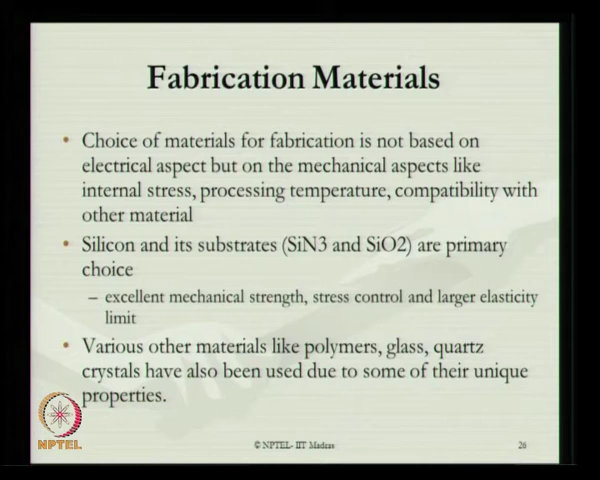 Fabrication Materials
• Choice of materials for fabrication is not based on
electrical aspect but on the mechanical aspects like
internal stress, processing temperature, compatibility with
other material
• Silicon and its substrates (SiN3 and SiO2) are primary
choice
– excellent mechanical strength, stress control and larger elasticity
limit
• Various other materials like polymers, glass, quartz
crystals have also been used due to some of their unique
properties.
NPTEL
© NPTEL- IIT Madras
26